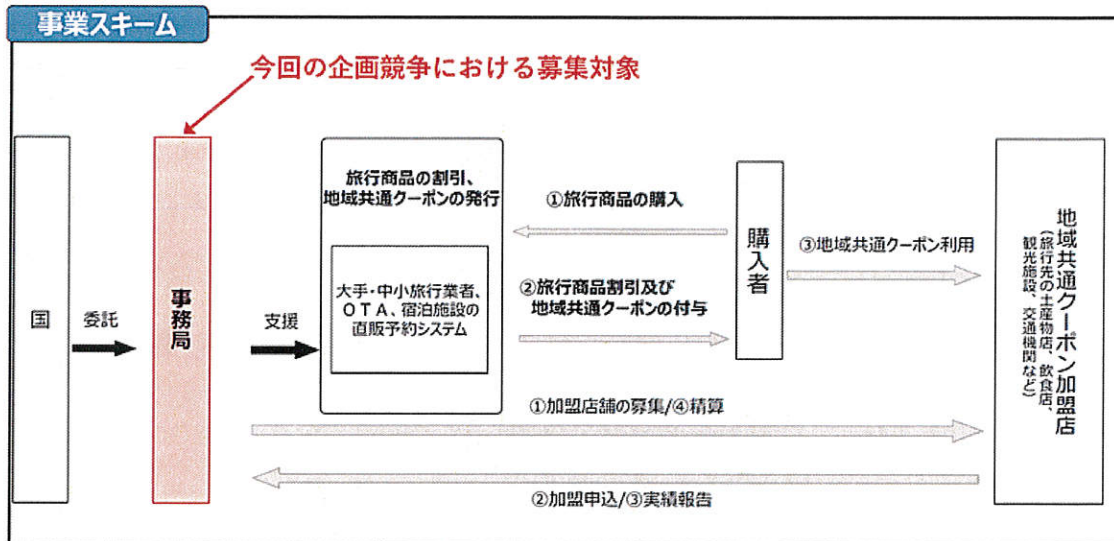 事業スキーム
今回の企画競争における募集対象
国
委託
事務局
支援
旅行商品の割引、
地域共通クーポンの発行
大手・中小旅行業者、
OTA、宿泊施設の
直販予約システム
①旅行商品の購入
②旅行商品割引及び
地域共通クーポンの付与
購入者
③地域共通クーポン利用
地域共通クーポン加盟店
(旅行先の土産物店、飲食店、
観光施設、交通機関など)
①加盟店舗の募集/④精算
②加盟申込/③実績報告